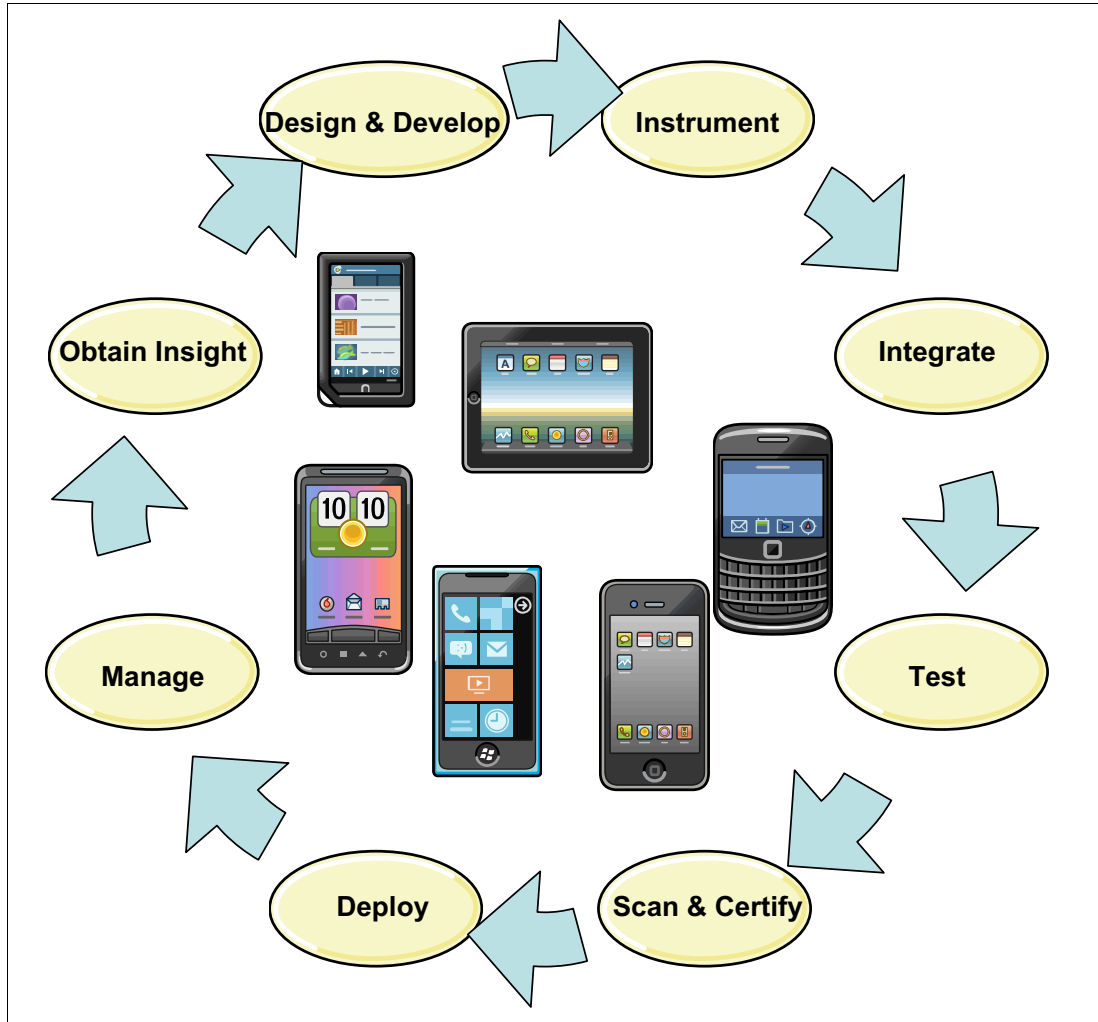 Design & Develop
Instrument
Obtain Insight
Integrate
A
10 10
Manage
Test
Deploy
Scan & Certify